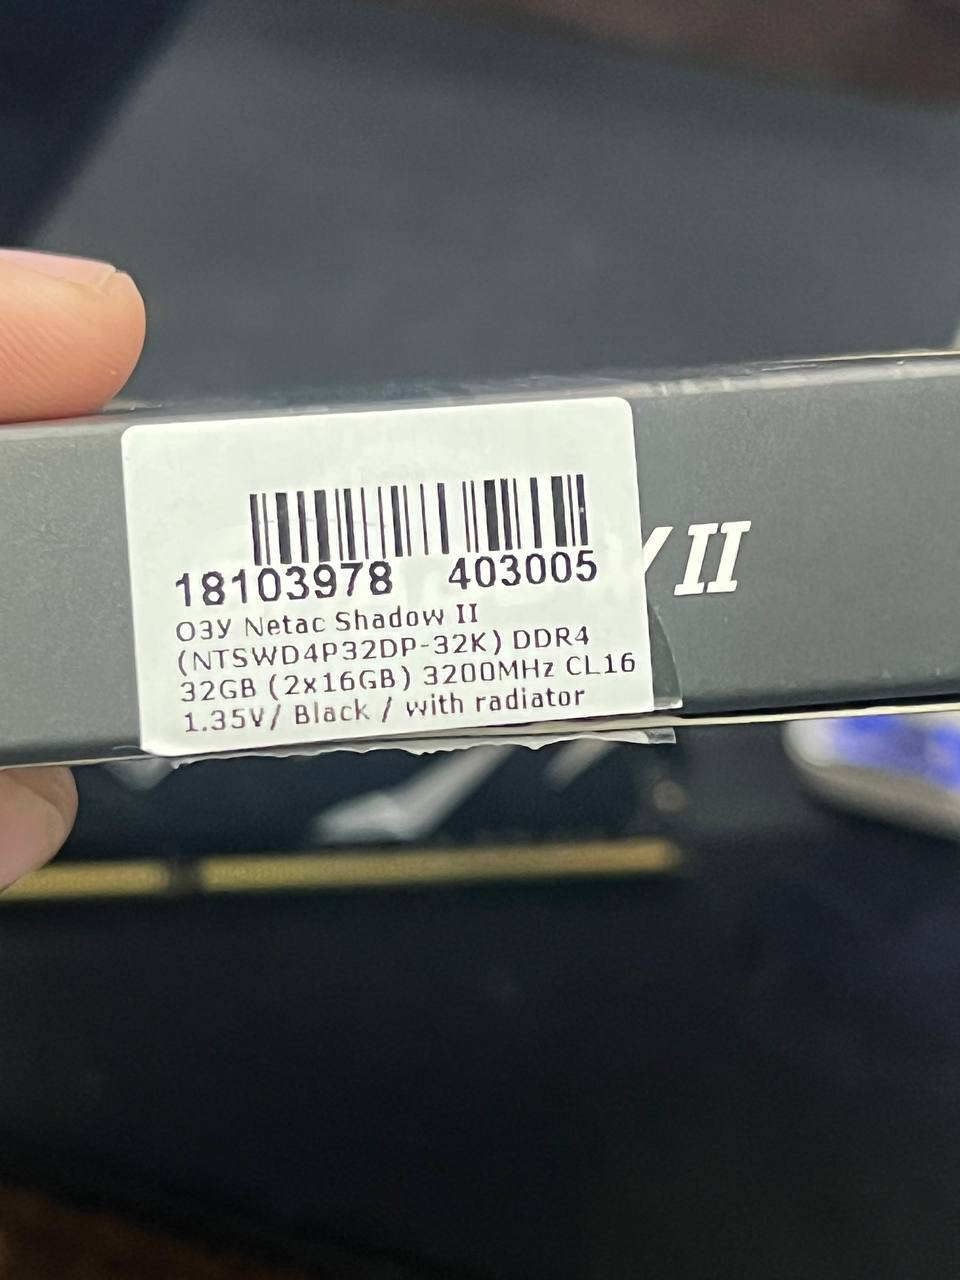 18103978 403005
ОЗУ Netac Shadow II
(NTSWD4P32DP-32K) DDR4
32GB (2x16GB) 3200MHz CL16
1.35V/ Black / with radiator
II